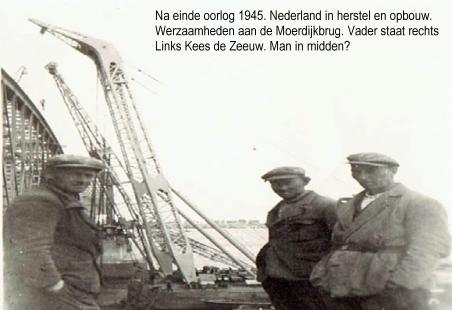 Na einde oorlog 1945. Nederland in herstel en opbouw.
Werzaamheden aan de Moerdijkbrug. Vader staat rechts
Links Kees de Zeeuw. Man in midden?